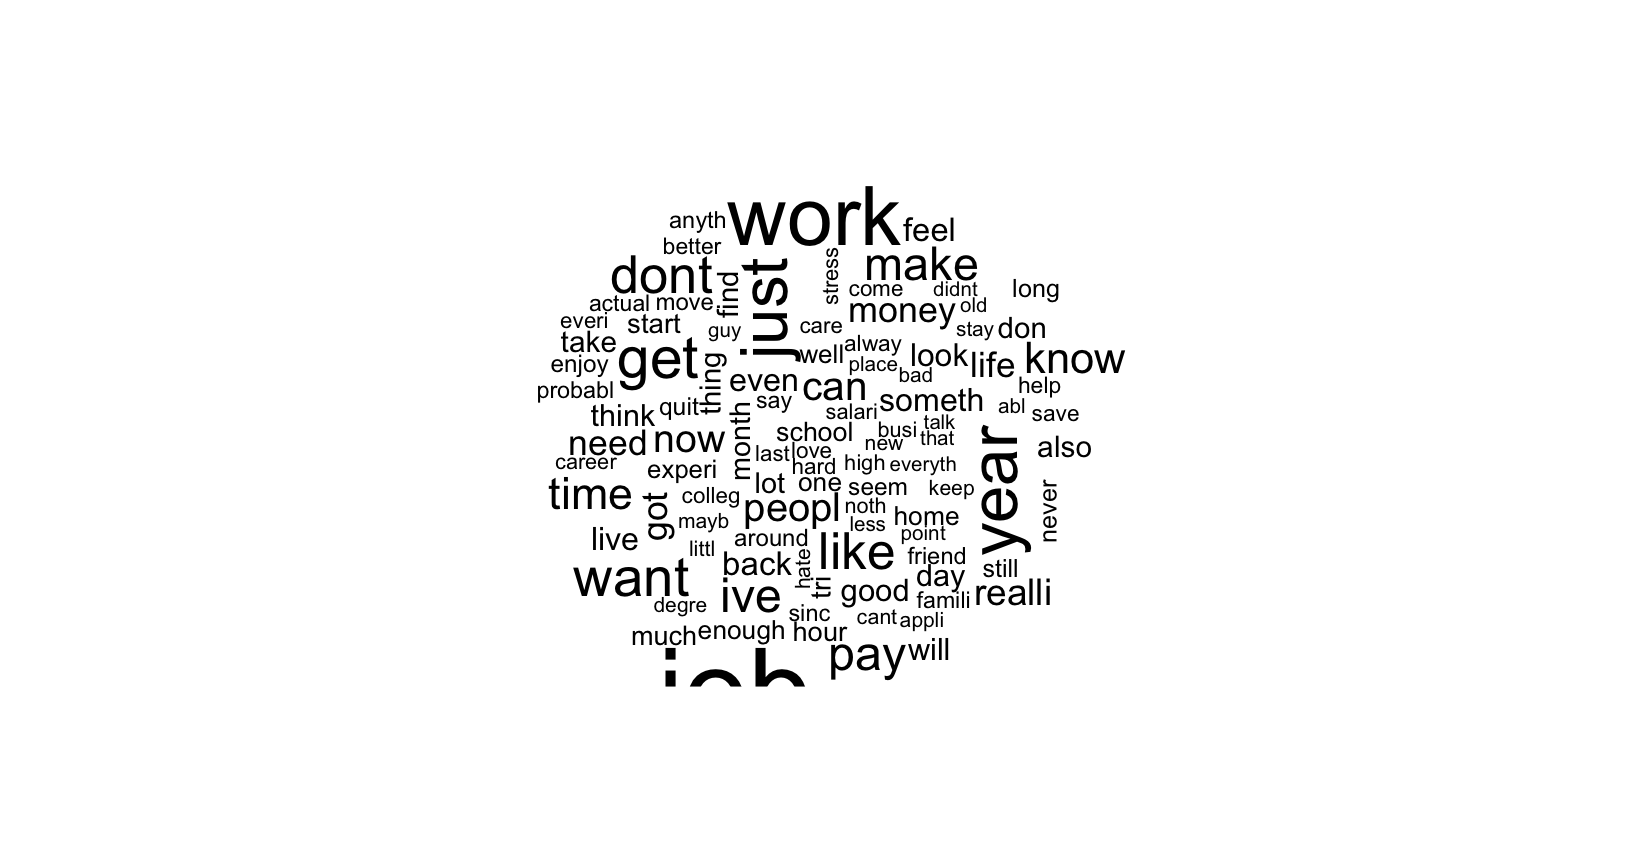 work
anyth
feel
better
dont
find
just
stress
make
come
didnt
long
actual
move
money
old
everi
start
guy
care
stay
don
take
get
well
alway
look
life
know
enjoy
thing
even
can
place
bad
help
probabl
think
quit
say
salari
someth
abl
save
need
now
month
school
busi
talk
new
that
year
also
career
experi
last
love
hard
high
everyth
time
got
colleg
lot
one
seem
keep
never
mayb
peopl
noth
less
home
point
live
littl
around
like
friend
want
back
hate
tri
day
still
degre
ive
sinc
good
famili
realli
cant
appli
much
enough
hour
pay
will
job